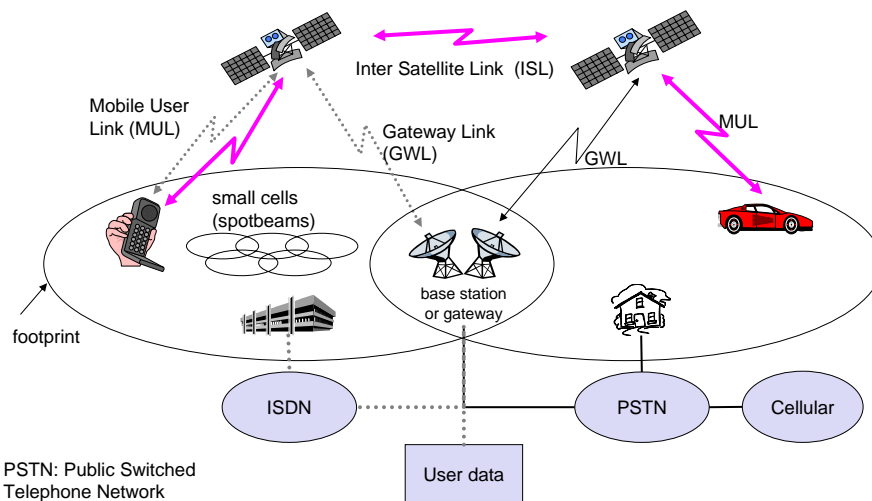 Inter Satellite Link (ISL)
Mobile User
Link (MUL)
Gateway Link
(GWL)
MUL
GWL
small cells
(spotbeams)
base station
or gateway
footprint
ISDN
PSTN
Cellular
User data
PSTN: Public Switched
Telephone Network